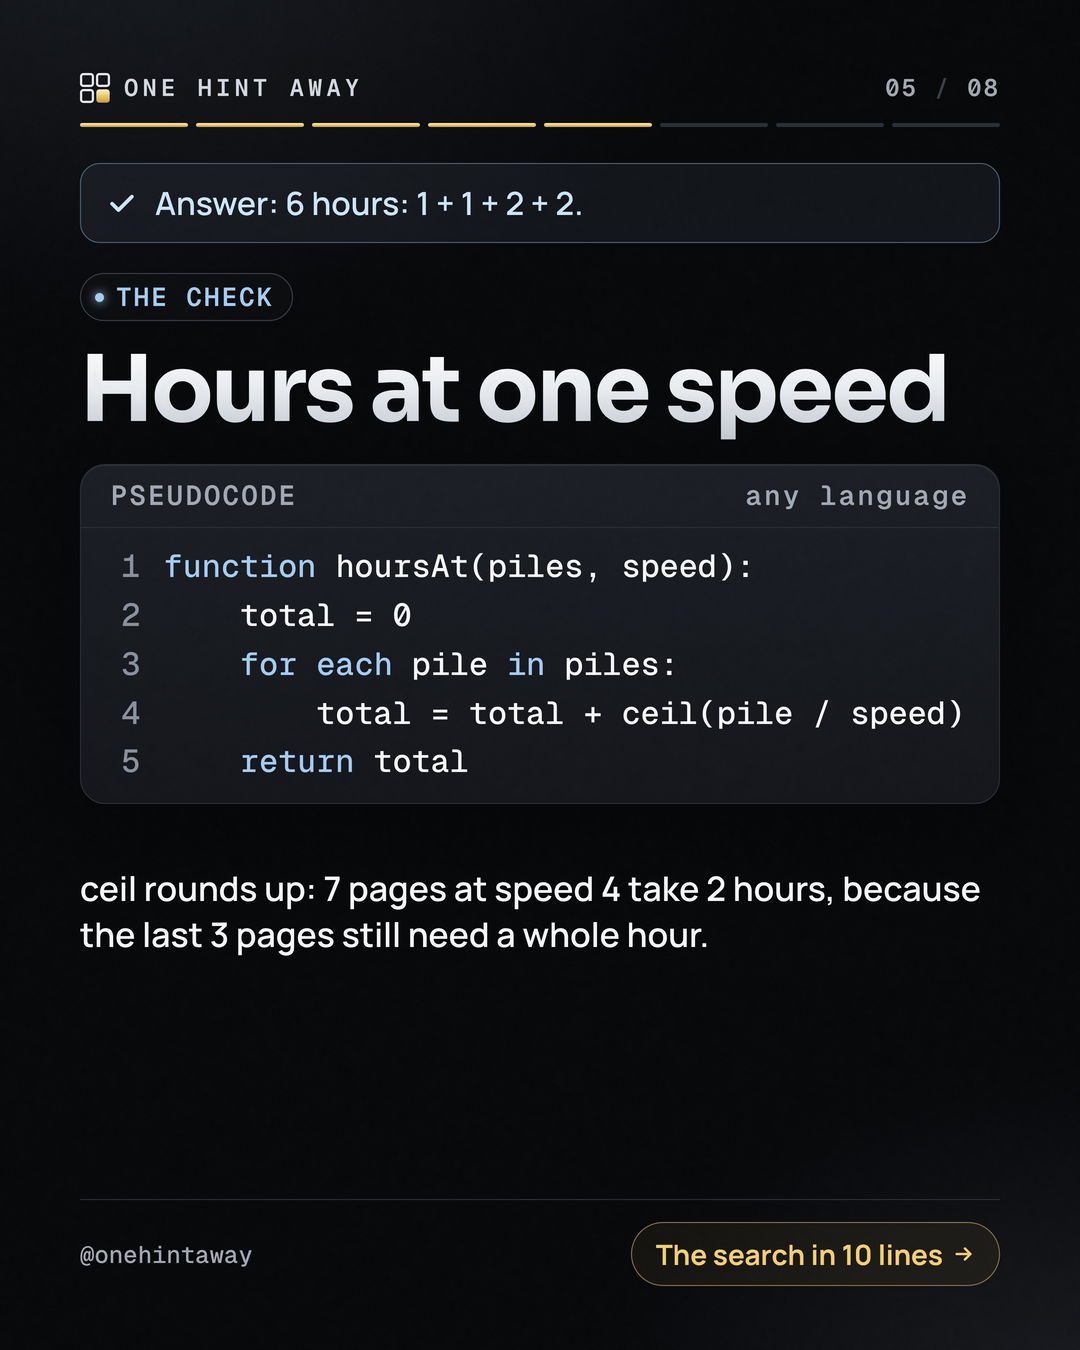 ONE HINT AWAY
05 / 08
✓ Answer: 6 hours: 1 + 1 + 2 + 2.
• THE CHECK
Hours at one speed
PSEUDOCODE
any language
1 function hoursAt(piles, speed):
2     total = 0
3     for each pile in piles:
4         total = total + ceil(pile / speed)
5     return total
ceil rounds up: 7 pages at speed 4 take 2 hours, because
the last 3 pages still need a whole hour.
@onehintaway
The search in 10 lines →